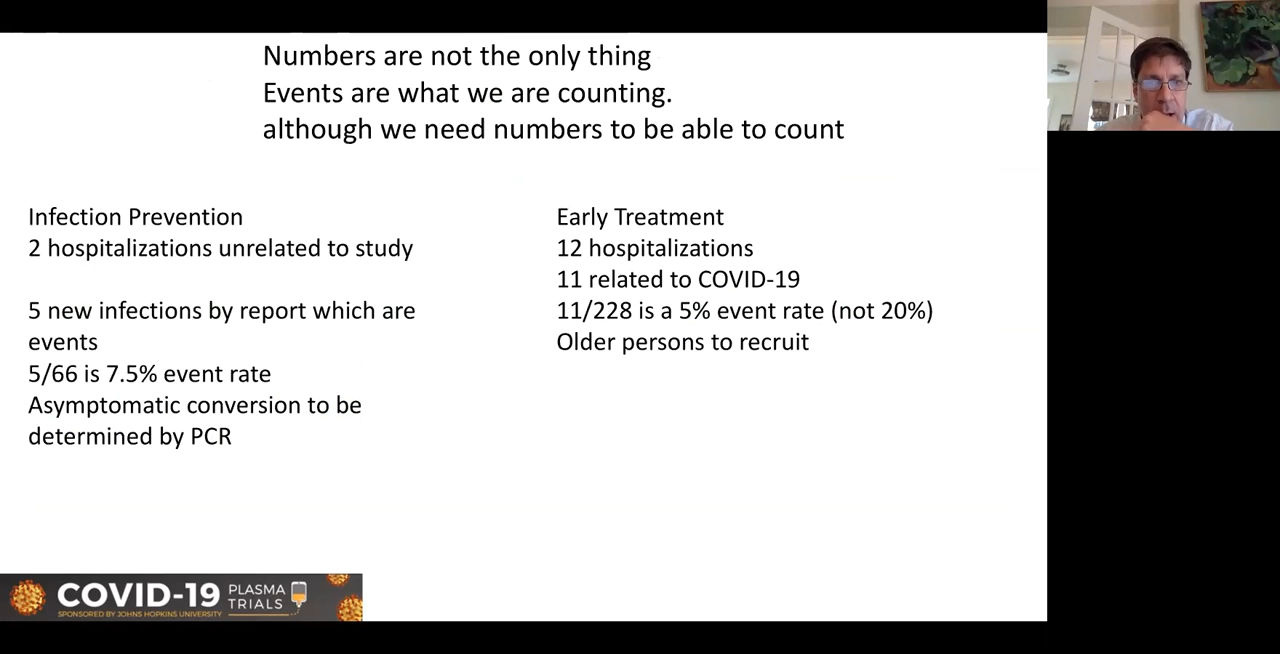 Numbers are not the only thing
Events are what we are counting.
although we need numbers to be able to count
Infection Prevention
2 hospitalizations unrelated to study
5 new infections by report which are
events
5/66 is 7.5% event rate
Asymptomatic conversion to be
determined by PCR
Early Treatment
12 hospitalizations
11 related to COVID-19
11/228 is a 5% event rate (not 20%)
Older persons to recruit
COVID-19
PLASMA
TRIALS
SPONSORED BY JOHNS HOPKINS UNIVERSITY